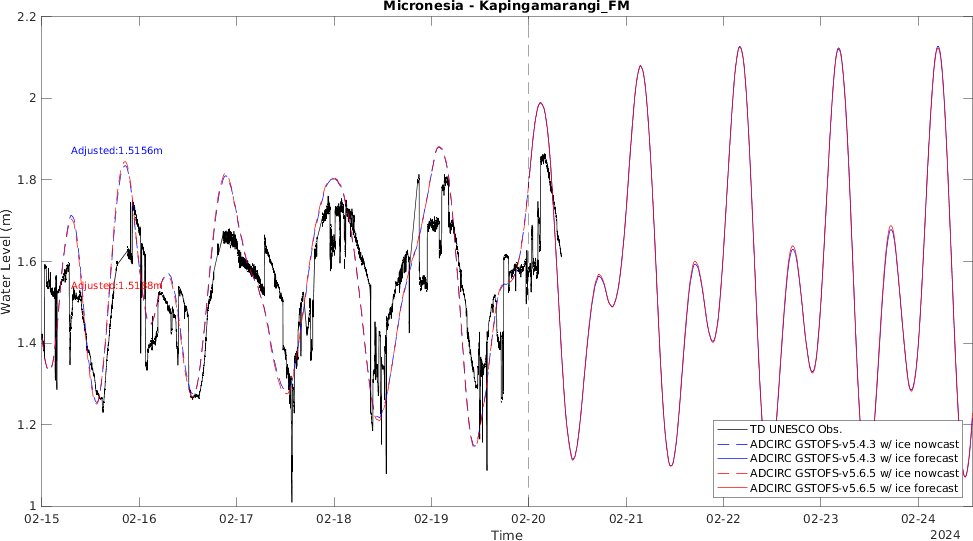 Micronesia - Kapingamarangi_FM
2.2
2
1.8
1.6
1.4
1.2
1
Water Level (m)
Adjusted:1.5156m
02-15
02-16
02-17
02-18
02-19
02-20
02-21
02-22
02-23
02-24
2024
Time
TD UNESCO Obs.
ADCIRC GSTOFS-v5.4.3 w/ ice nowcast
ADCIRC GSTOFS-v5.4.3 w/ ice forecast
ADCIRC GSTOFS-v5.6.5 w/ ice nowcast
ADCIRC GSTOFS-v5.6.5 w/ ice forecast